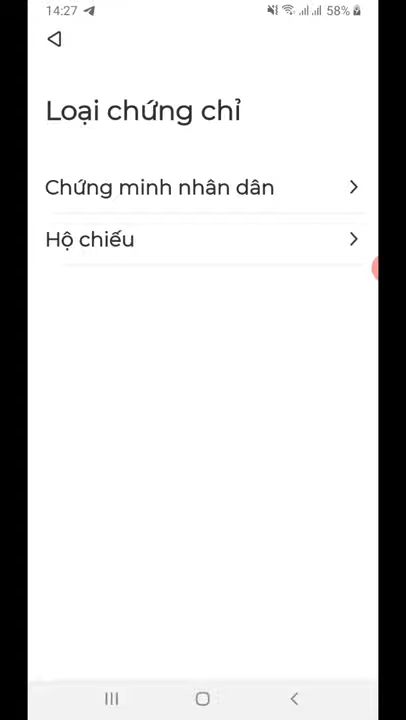 14:27
58%
Loại chứng chỉ
Chứng minh nhân dân
Hộ chiếu